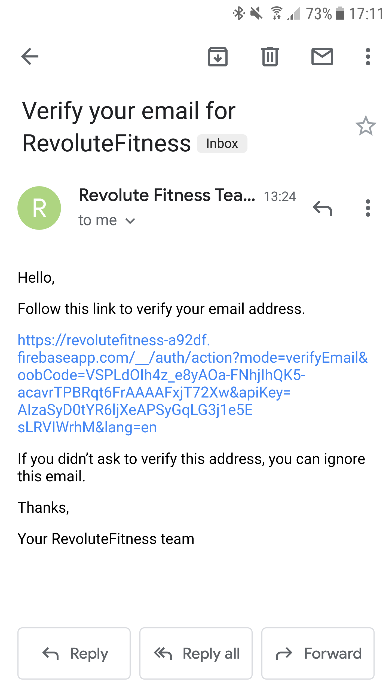 73% 17:11
Verify your email for
RevoluteFitness Inbox
R
Revolute Fitness Tea... 13:24
to me
Hello,
Follow this link to verify your email address.
https://revolutefitness-a92df.
firebaseapp.com/__/auth/action?mode=verifyEmail&
oobCode=VSPLdOIh4z_e8yAOa-FNhjIhQK5-
acavrTPBRqt6FrAAAAFxjT72Xw&apiKey=
AIzaSyD0tYR6ljXeAPSyGqLG3j1e5E
sLRVIWrhM&lang=en
If you didn't ask to verify this address, you can ignore
this email.
Thanks,
Your RevoluteFitness team
Reply Reply all Forward